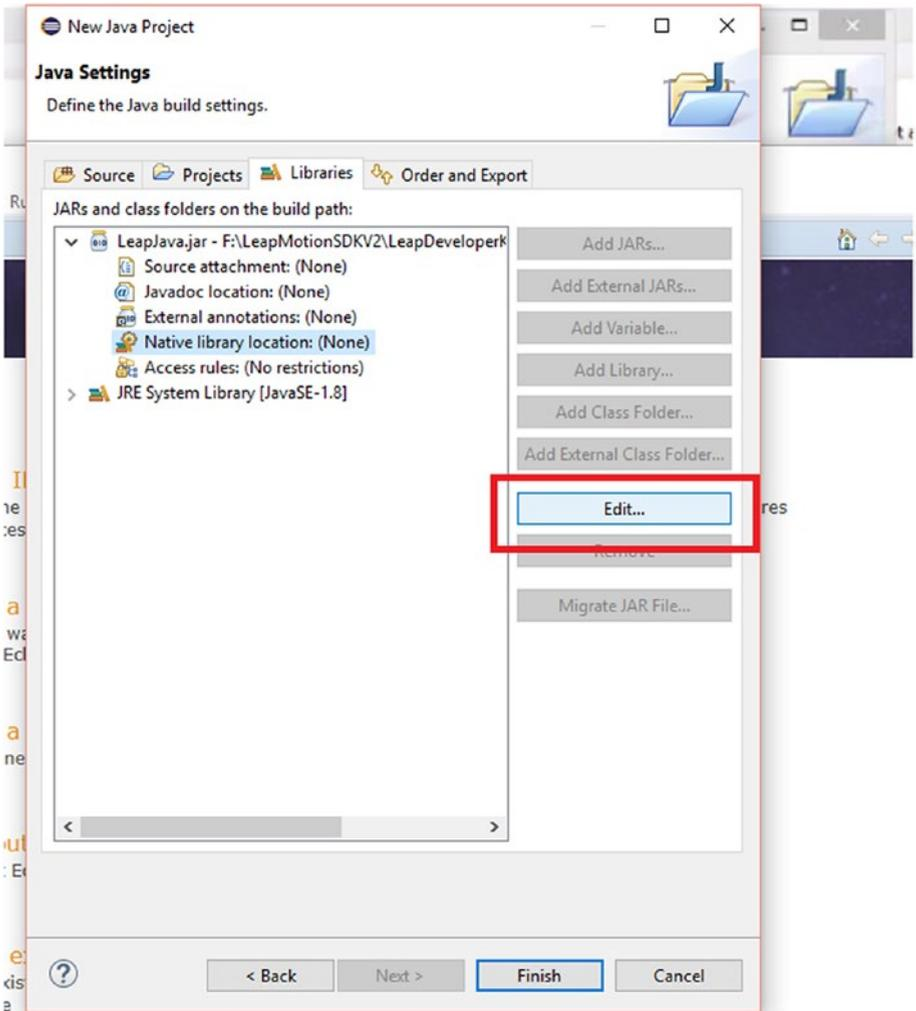 New Java Project
Java Settings
Define the Java build settings.
Source Projects Libraries Order and Export
JARs and class folders on the build path:
LeapJava.jar - F:\LeapMotionSDKV2\LeapDeveloperK
Source attachment: (None)
Javadoc location: (None)
External annotations: (None)
Native library location: (None)
Access rules: (No restrictions)
JRE System Library [JavaSE-1.8]
Add JARs...
Add External JARs...
Add Variable...
Add Library...
Add Class Folder...
Add External Class Folder...
Edit...
Remove
Migrate JAR File...
< Back Next > Finish Cancel